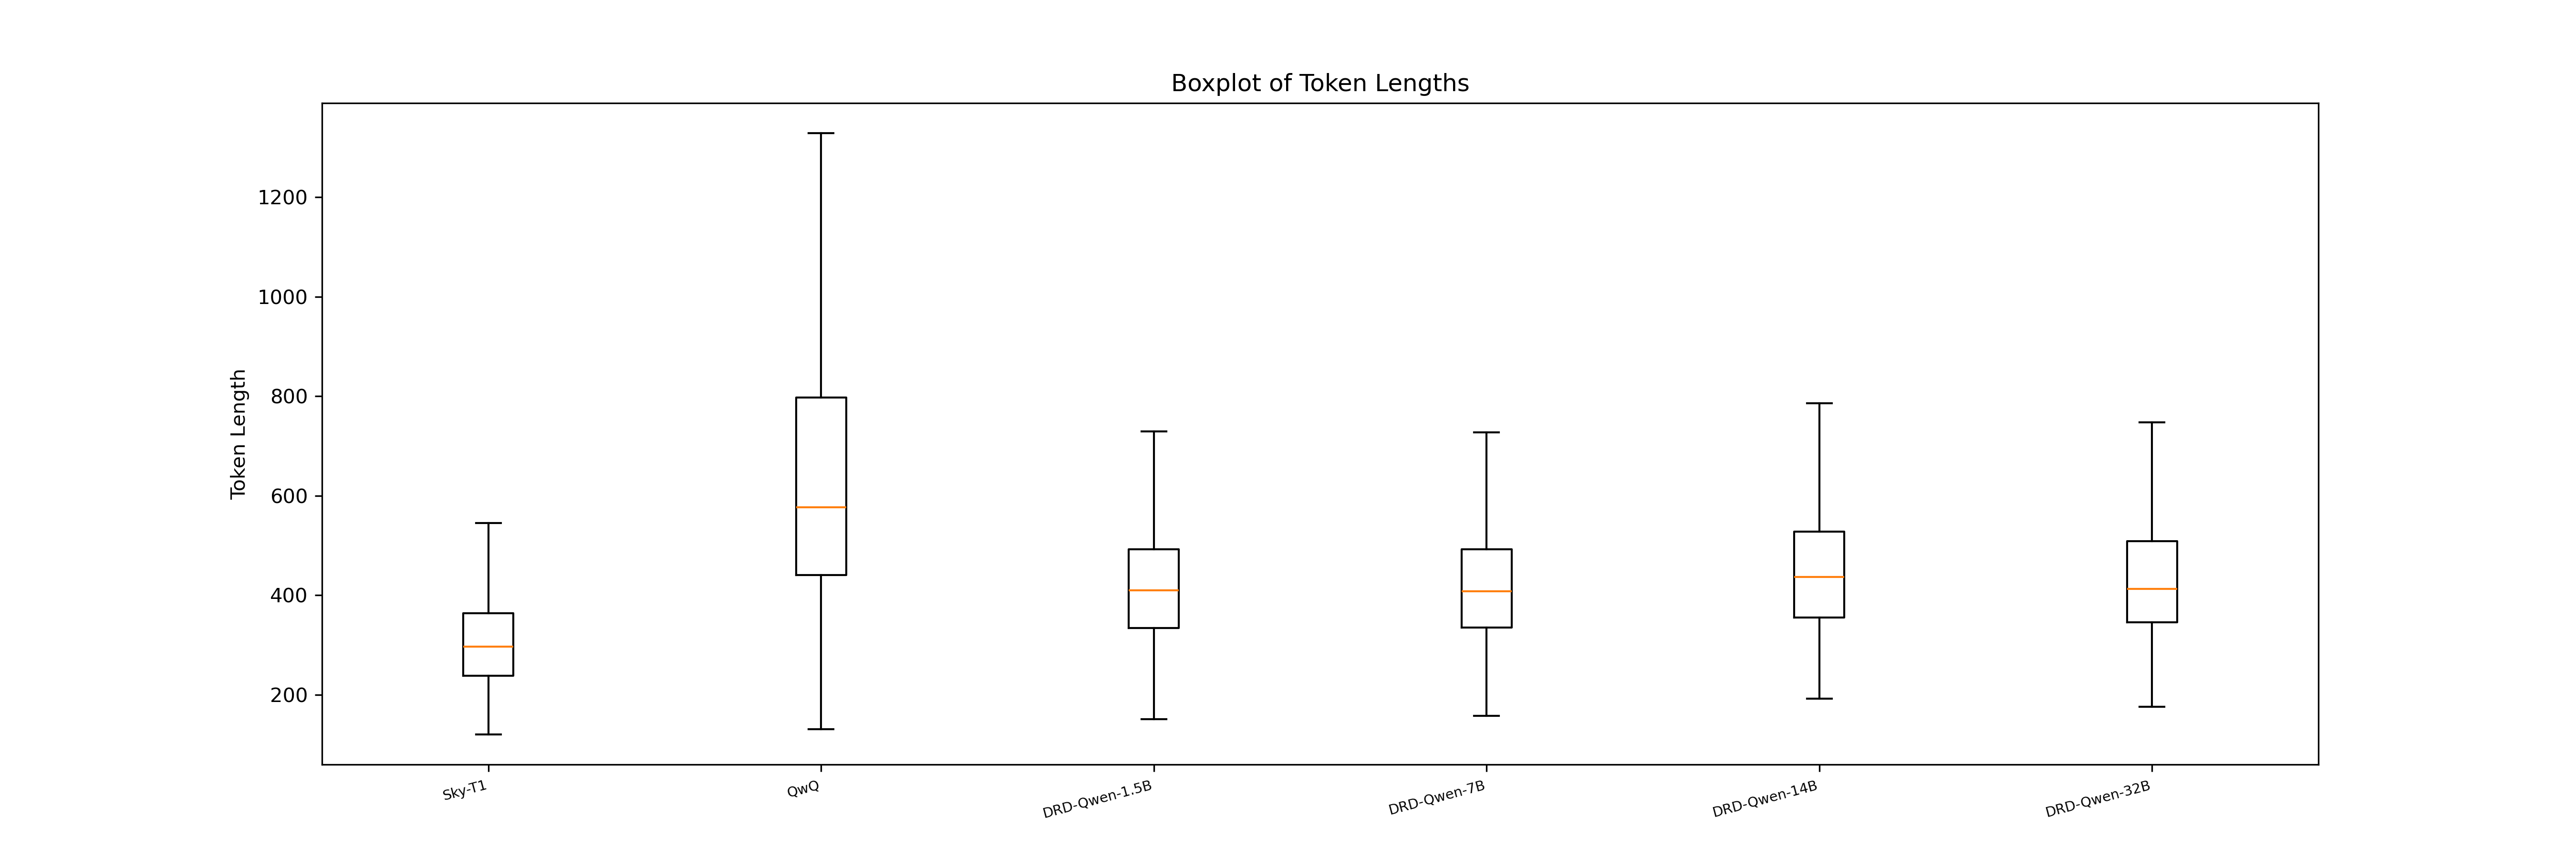 Boxplot of Token Lengths
Token Length
1200
1000
800
600
400
200
Sky-T1
QwQ
DRD-Qwen-1.5B
DRD-Qwen-7B
DRD-Qwen-14B
DRD-Qwen-32B